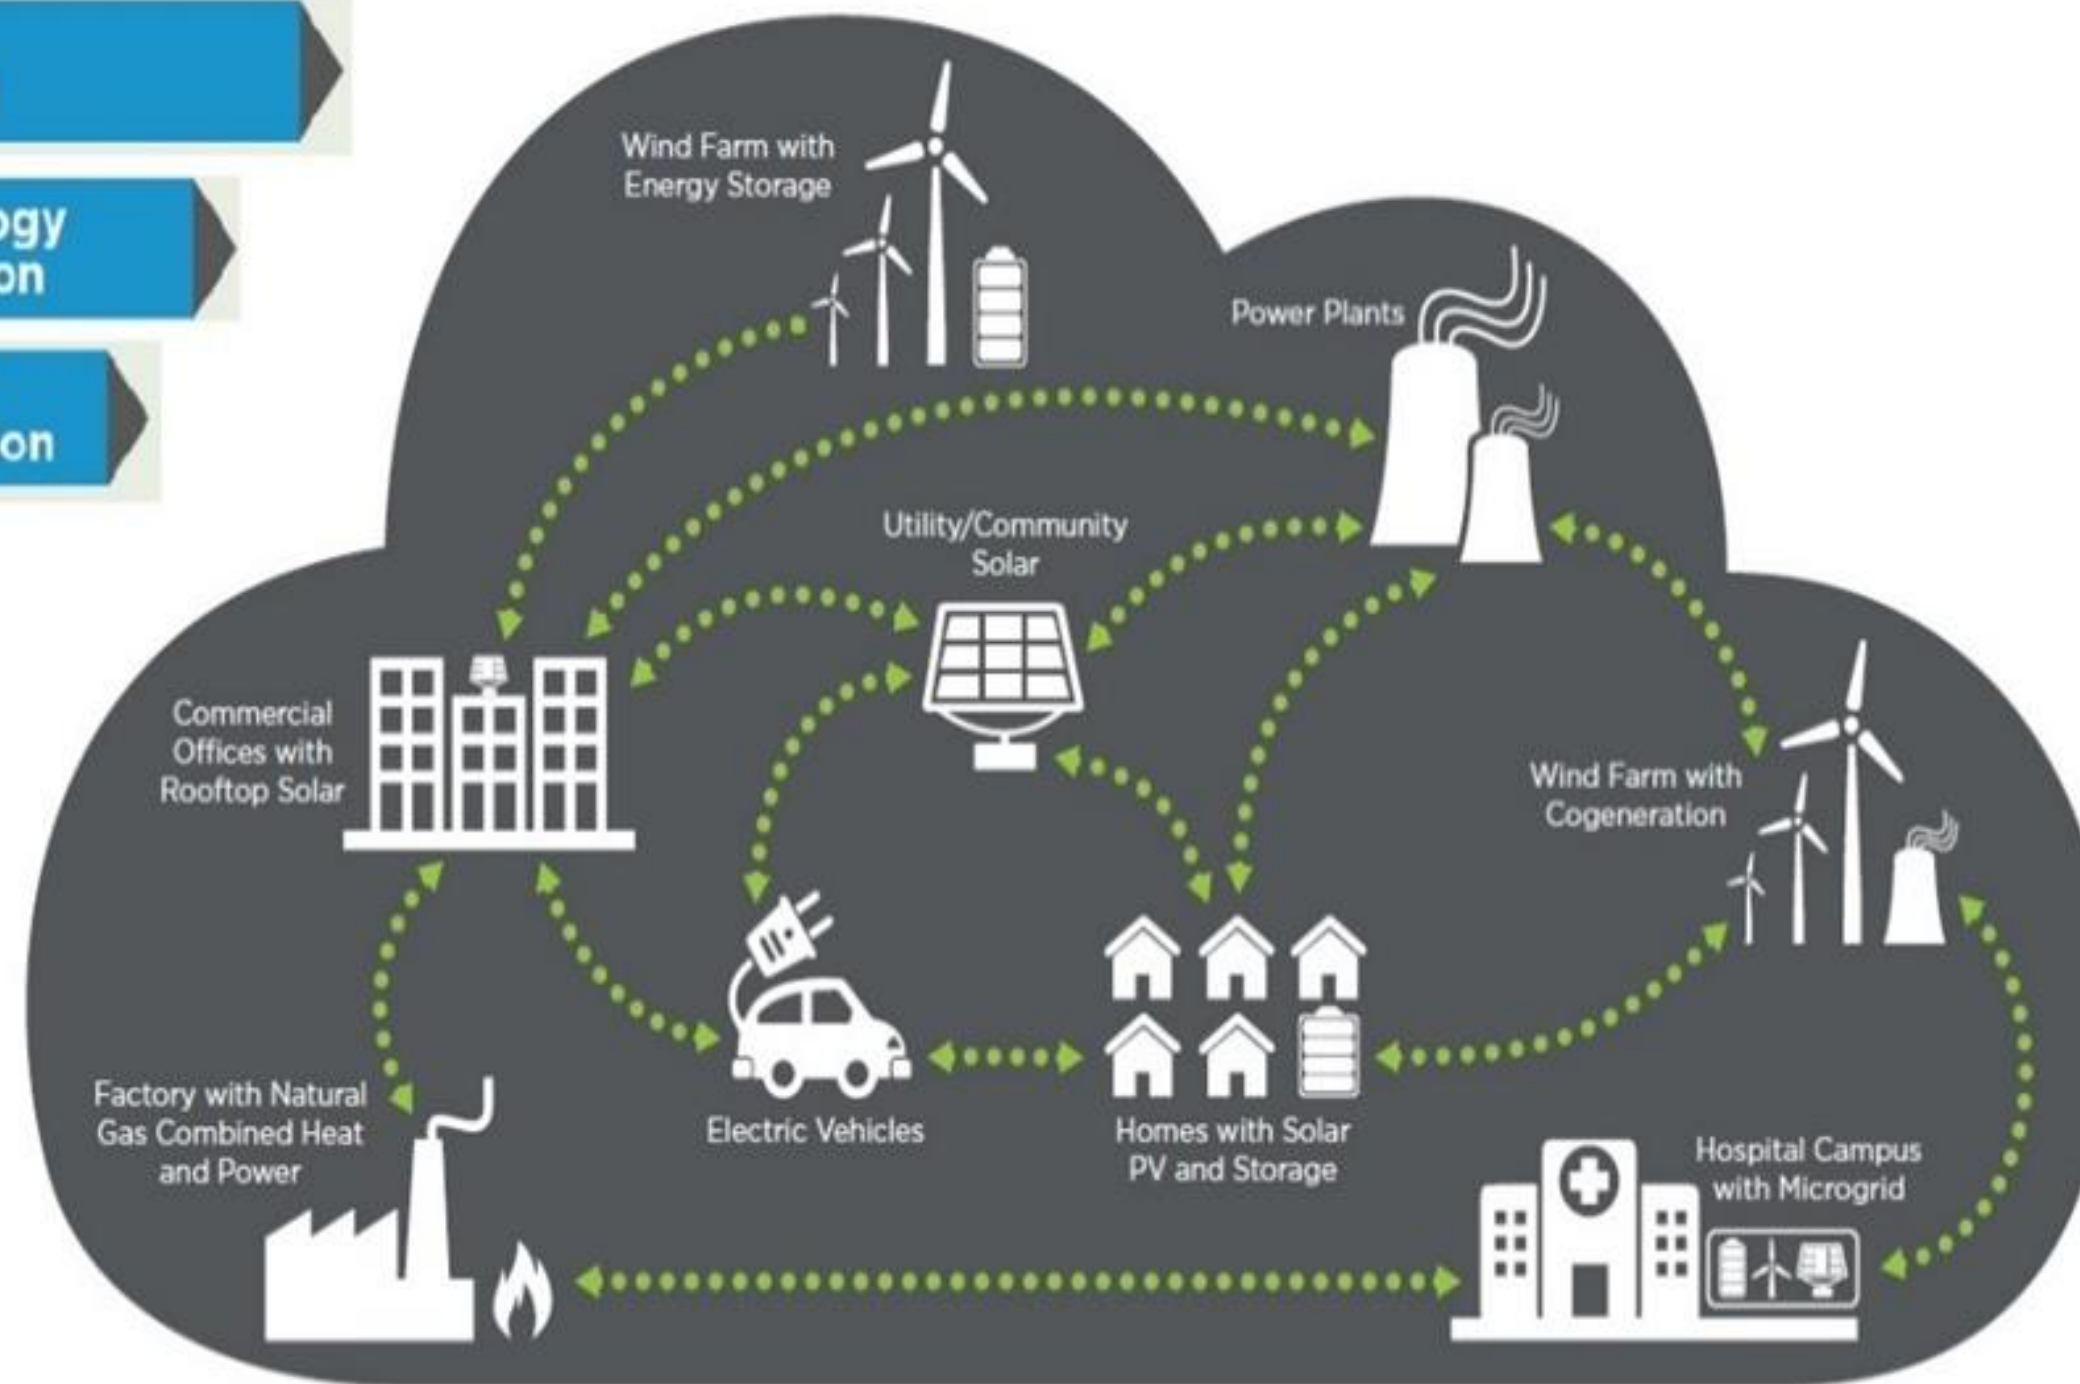 ogy
on
on
Wind Farm with
Energy Storage
Power Plants
Utility/Community
Solar
Commercial
Offices with
Rooftop Solar
Wind Farm with
Cogeneration
Factory with Natural
Gas Combined Heat
and Power
Electric Vehicles
Homes with Solar
PV and Storage
Hospital Campus
with Microgrid